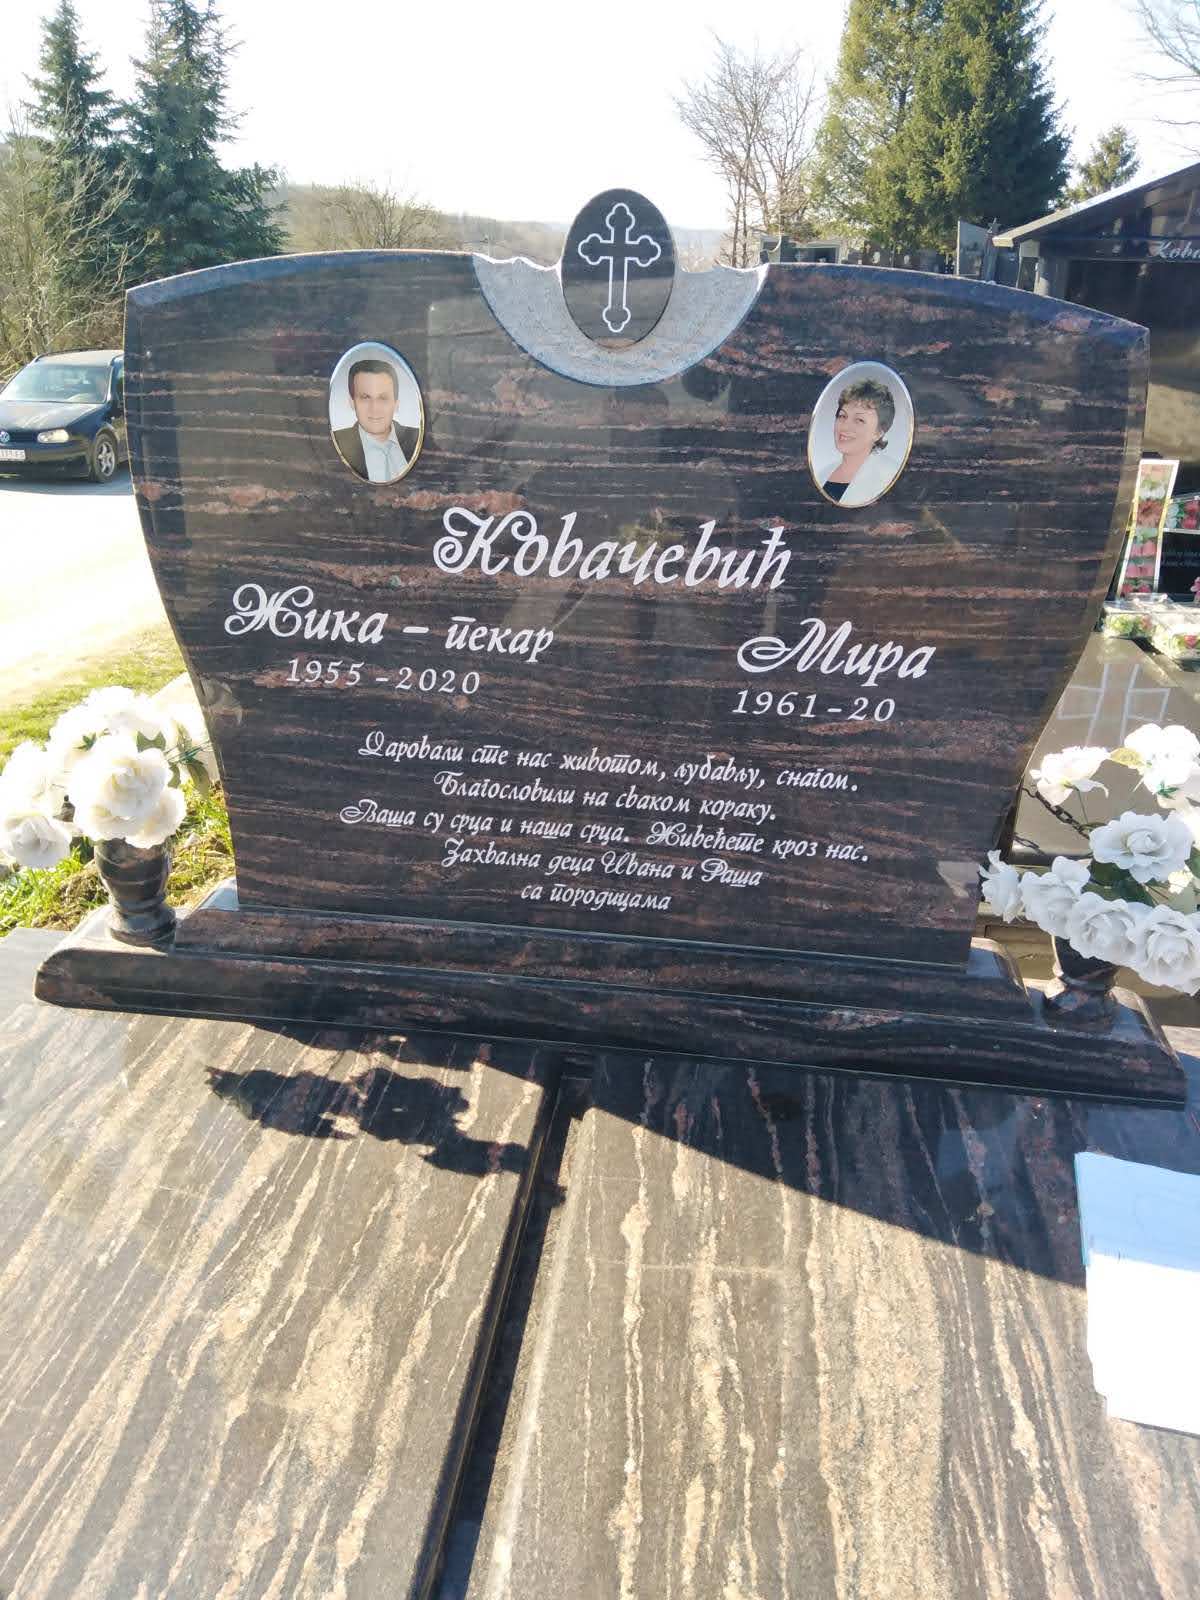 Ковачевић
Жика - пекар
1955 - 2020
Мира
1961 - 20
Даровали сте нас животом, љубављу, снагом.
Благословили на сваком кораку.
Ваша су срца и наша срца. Живећете кроз нас.
Захвална деца Ивана и Раша
са породицама